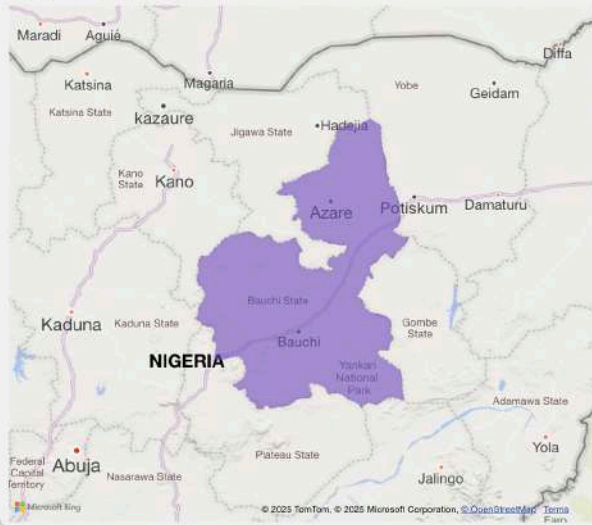 Maradi
Aguié
Diffa
Katsina
Magaria
Yobe
Geidam
Katsina State
kazaure
Hadejia
Jigawa State
Kano
State
Kano
Azare
Potiskum
Damaturu
Bauchi State
Kaduna
Kaduna State
Gombe
State
Bauchi
NIGERIA
Yankari
National
Park
Adamawa State
Plateau State
Yola
Federal
Capital
Territory
Abuja
Nasarawa State
Jalingo
Microsoft Bing
© 2025 TomTom, © 2025 Microsoft Corporation, © OpenStreetMap Terms